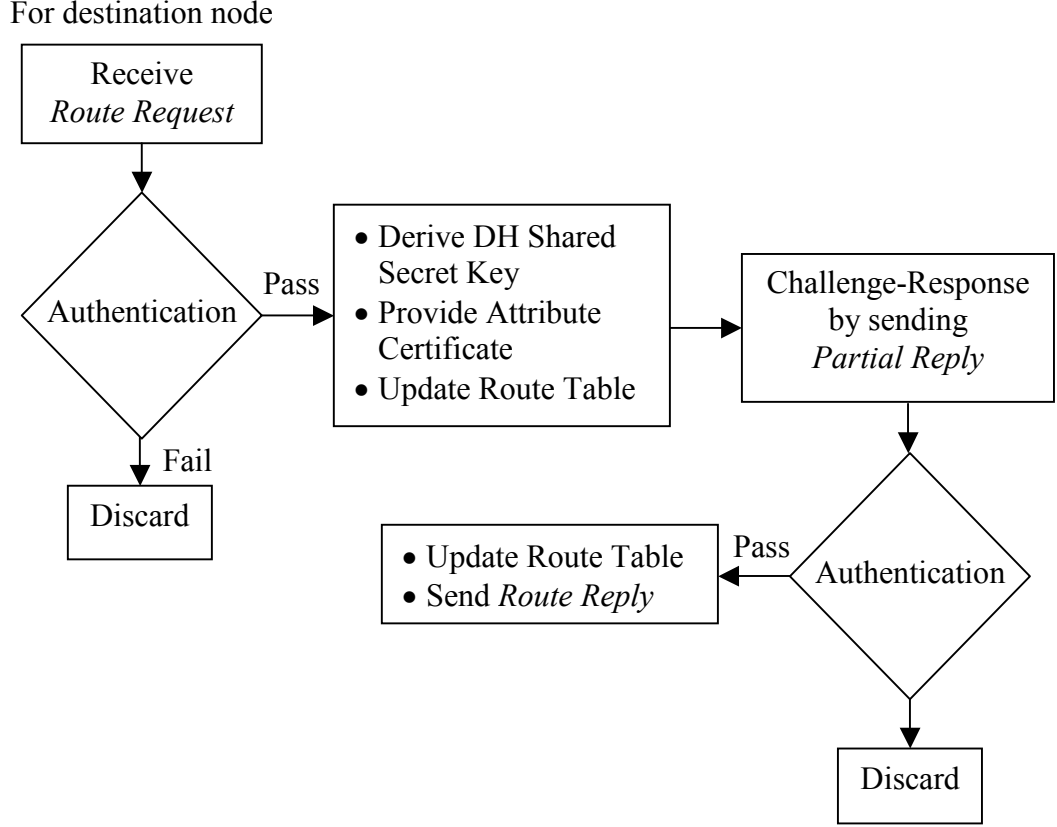 For destination node
Receive
Route Request
Authentication
Pass
Fail
Discard
• Derive DH Shared
Secret Key
• Provide Attribute
Certificate
• Update Route Table
Challenge-Response
by sending
Partial Reply
Authentication
Pass
• Update Route Table
• Send Route Reply
Discard